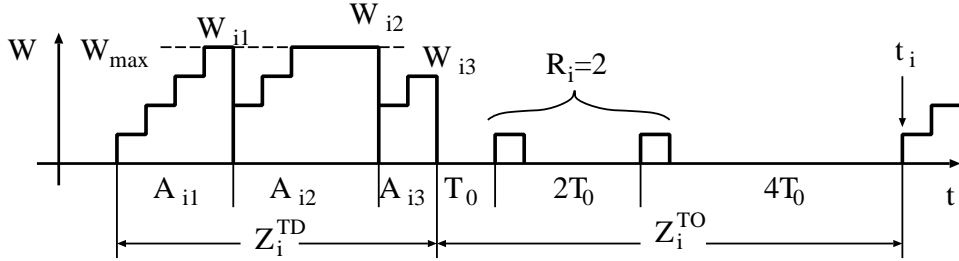 W_i2
W W_max W_i1 W_i3 R_i=2 t_i
A_i1 A_i2 A_i3 T_0 2T_0 4T_0 t
Z_i^TD Z_i^TO